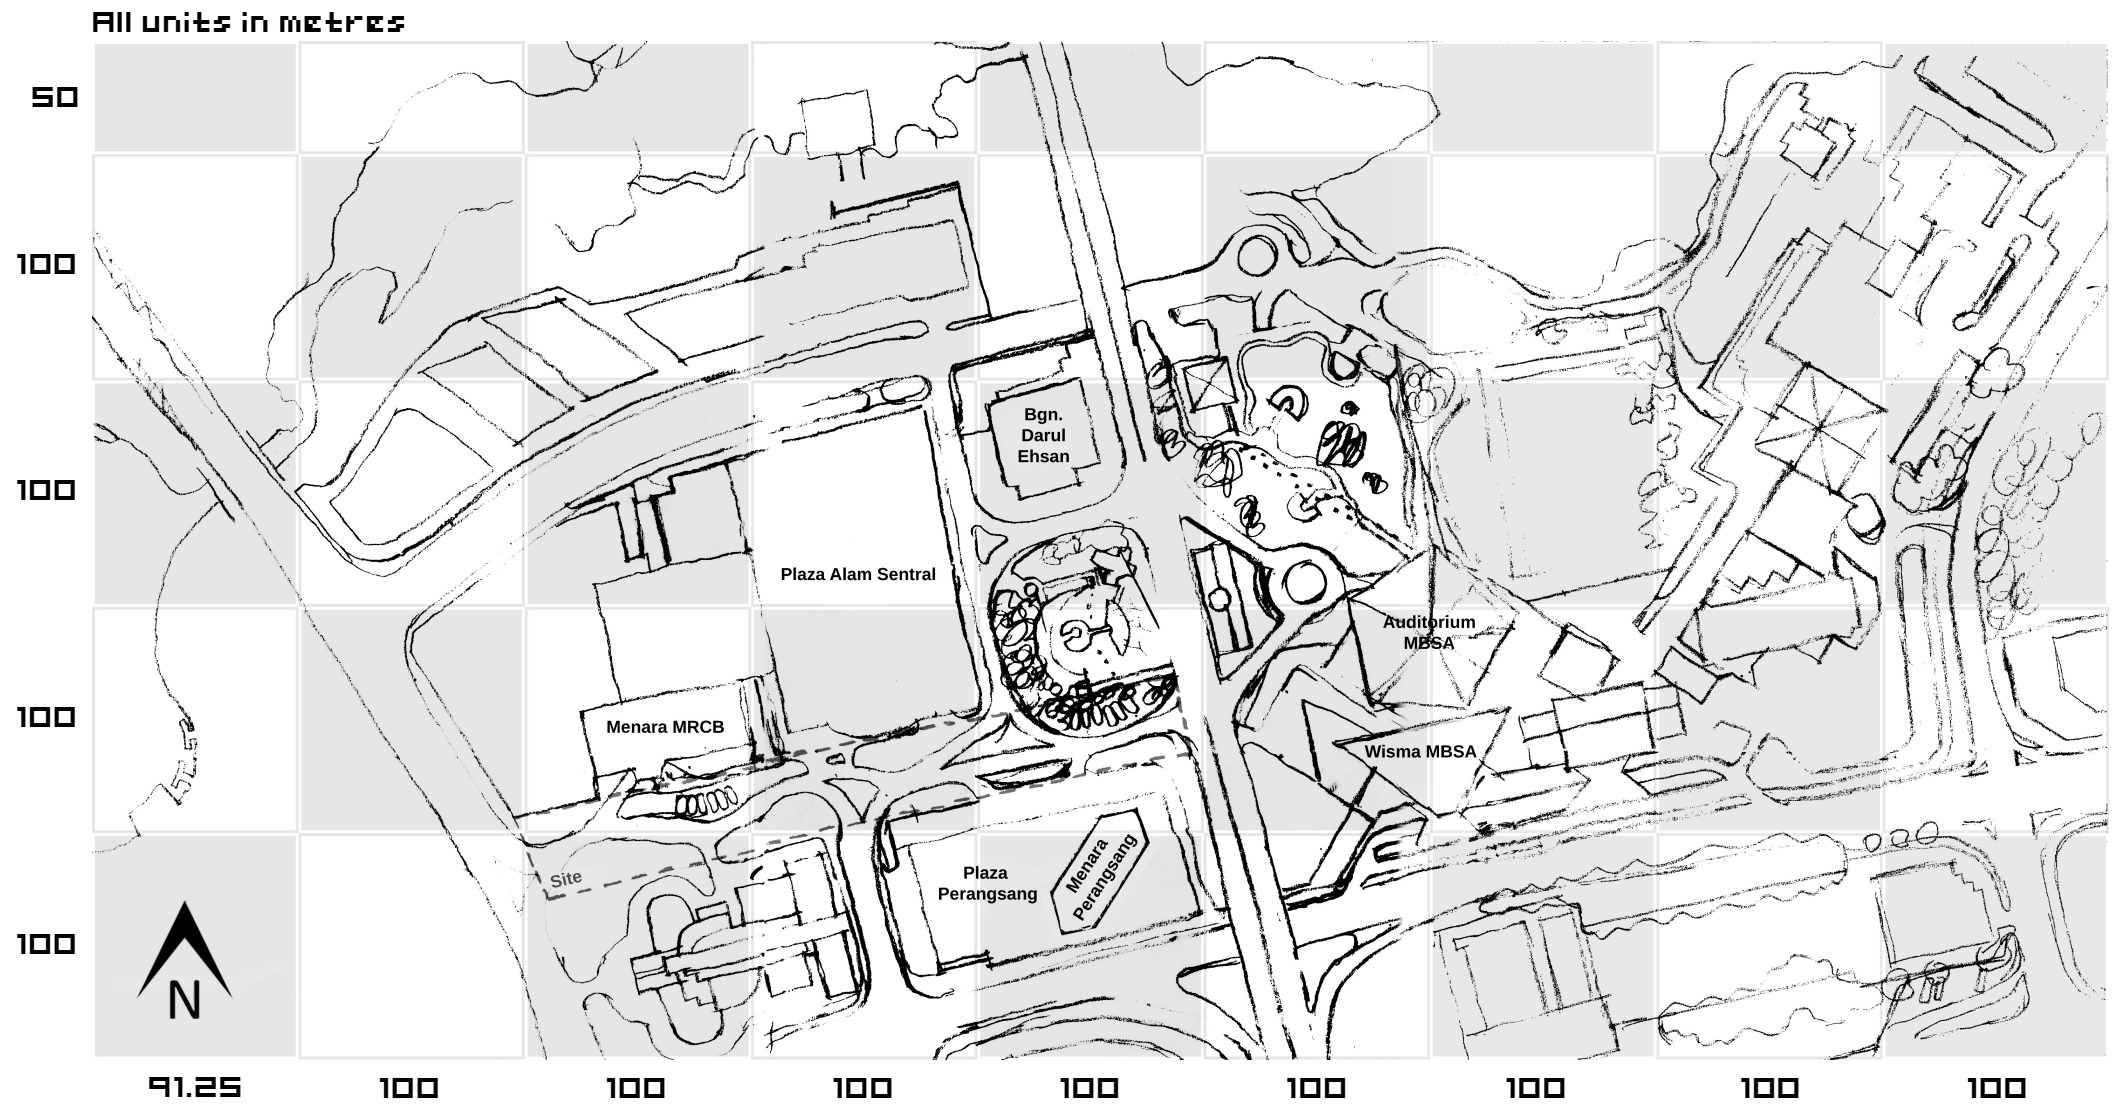 All units in metres
50
100
100
100
100
91.25
100
100
100
100
100
100
100
100
Bgn.
Darul
Ehsan
Plaza Alam Sentral
Auditorium
MBSA
Menara MRCB
Wisma MBSA
Site
Plaza
Perangsang
Menara
Perangsang
N